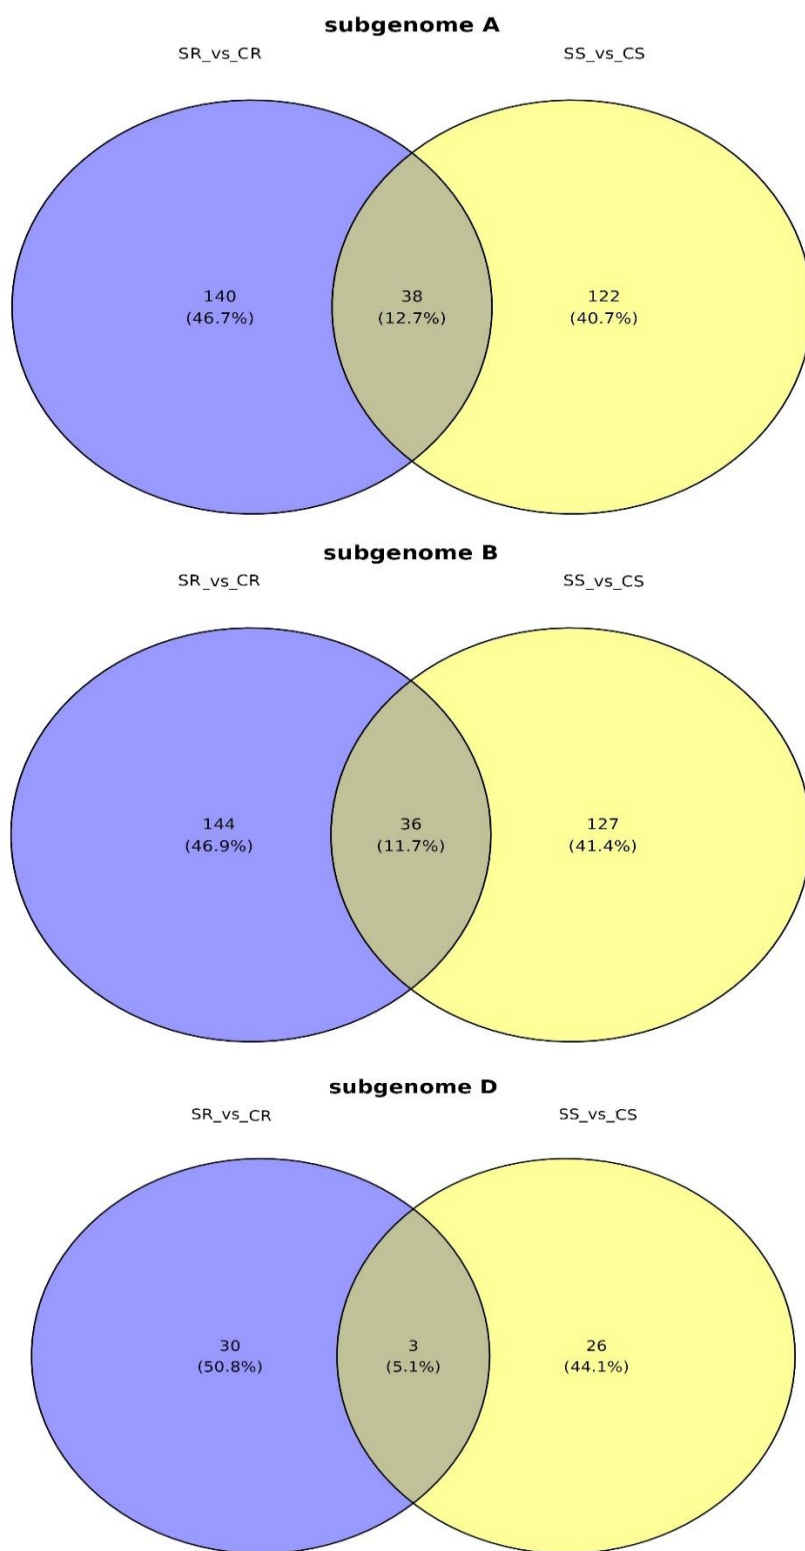 subgenome A
SR_vs_CR SS_vs_CS
140 38 122
(46.7%) (12.7%) (40.7%)
subgenome B
SR_vs_CR SS_vs_CS
144 36 127
(46.9%) (11.7%) (41.4%)
subgenome D
SR_vs_CR SS_vs_CS
30 3 26
(50.8%) (5.1%) (44.1%)